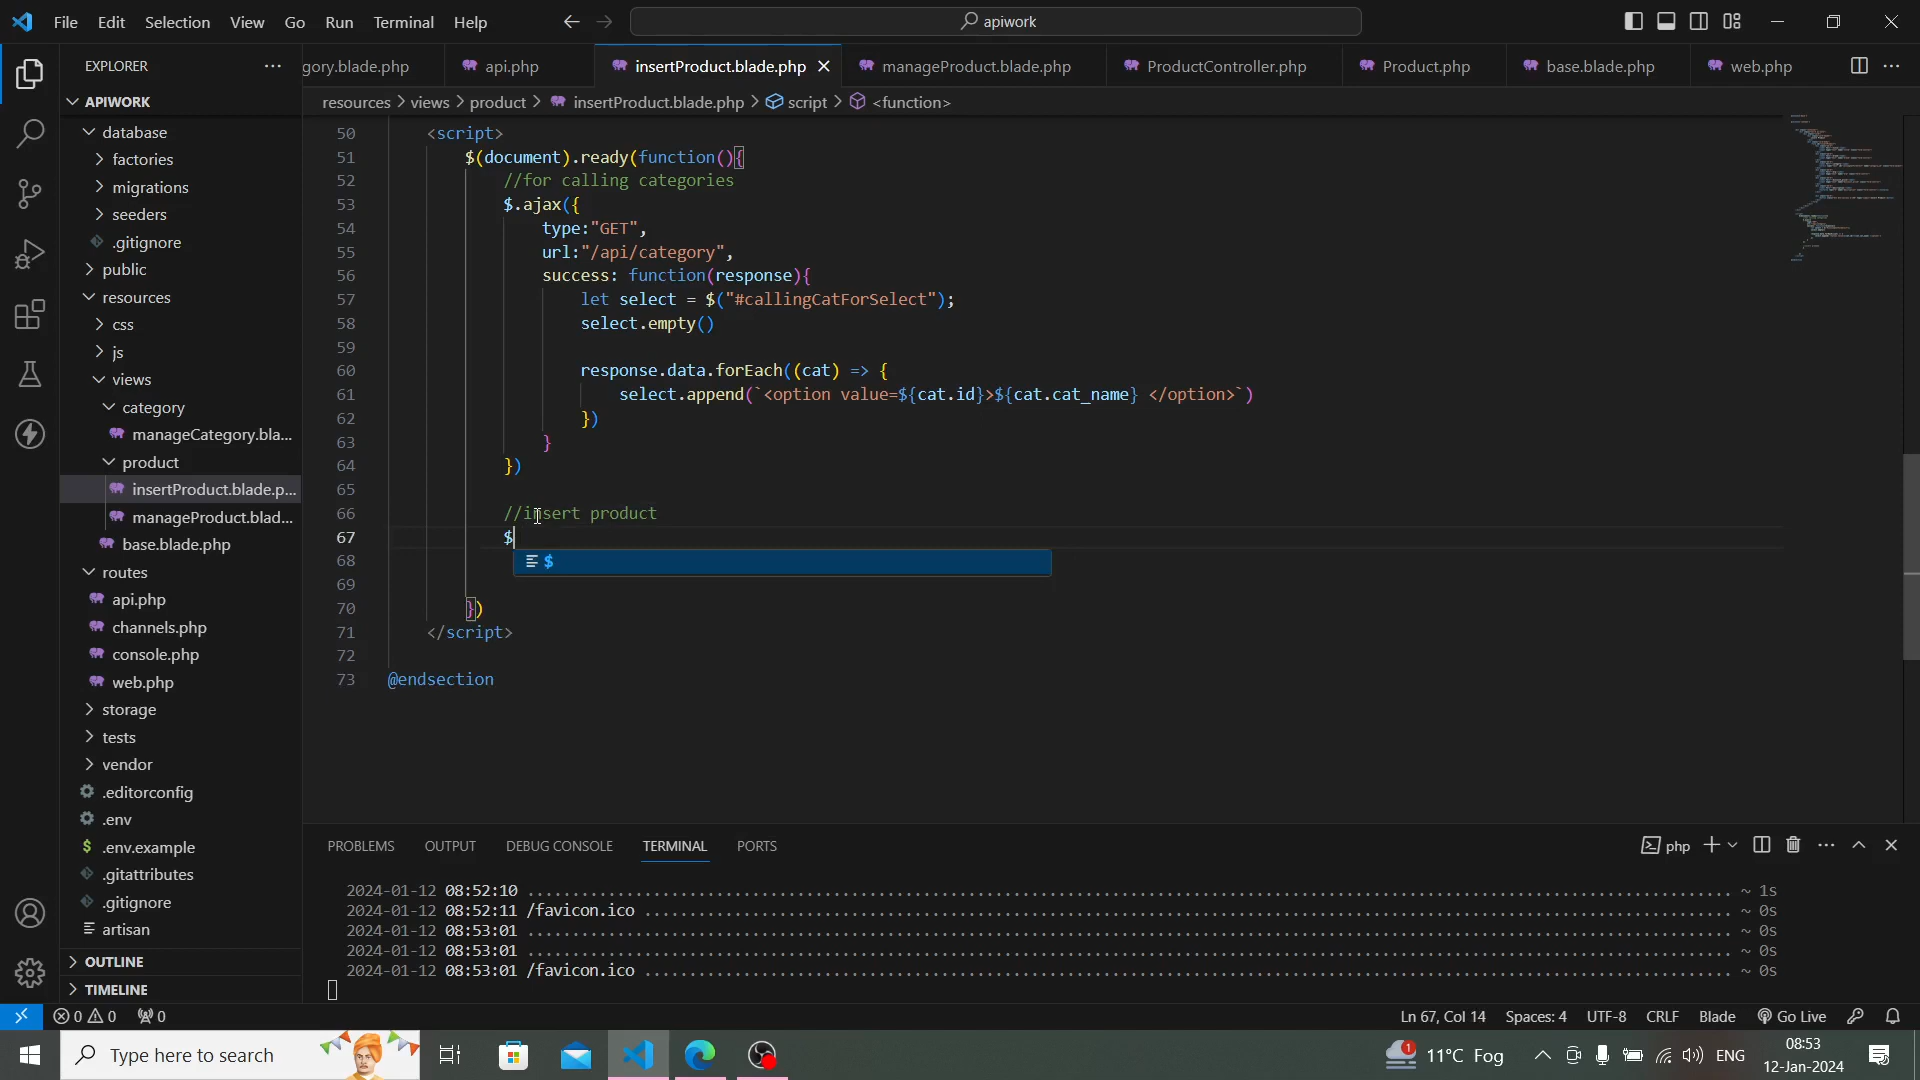 File Edit Selection View Go Run Terminal Help
apiwork
EXPLORER
gory.blade.php
api.php
insertProduct.blade.php
manageProduct.blade.php
ProductController.php
Product.php
base.blade.php
web.php
APIWORK
resources > views > product > insertProduct.blade.php > script > <function>
database
factories
migrations
seeders
.gitignore
public
resources
css
js
views
category
manageCategory.bla...
product
insertProduct.blade.p...
manageProduct.blad...
base.blade.php
routes
api.php
channels.php
console.php
web.php
storage
tests
vendor
.editorconfig
.env
.env.example
.gitattributes
.gitignore
artisan
OUTLINE
TIMELINE
50 <script>
51 $(document).ready(function(){
52 //for calling categories
53 $.ajax({
54 type:"GET",
55 url:"/api/category",
56 success: function(response){
57 let select = $("#callingCatForSelect");
58 select.empty()
59
60 response.data.forEach((cat) => {
61 select.append(`<option value=${cat.id}>${cat.cat_name} </option>`)
62 })
63 }
64 })
65
66 //insert product
67 $
$
68
69
70 })
71 </script>
72
73 @endsection
PROBLEMS OUTPUT DEBUG CONSOLE TERMINAL PORTS
php
2024-01-12 08:52:10 ........ ~ 1s
2024-01-12 08:52:11 /favicon.ico ........ ~ 0s
2024-01-12 08:53:01 ........ ~ 0s
2024-01-12 08:53:01 ........ ~ 0s
2024-01-12 08:53:01 /favicon.ico ........ ~ 0s
0 0 0
Ln 67, Col 14 Spaces: 4 UTF-8 CRLF Blade Go Live
Type here to search
1
11°C Fog
ENG
08:53
12-Jan-2024